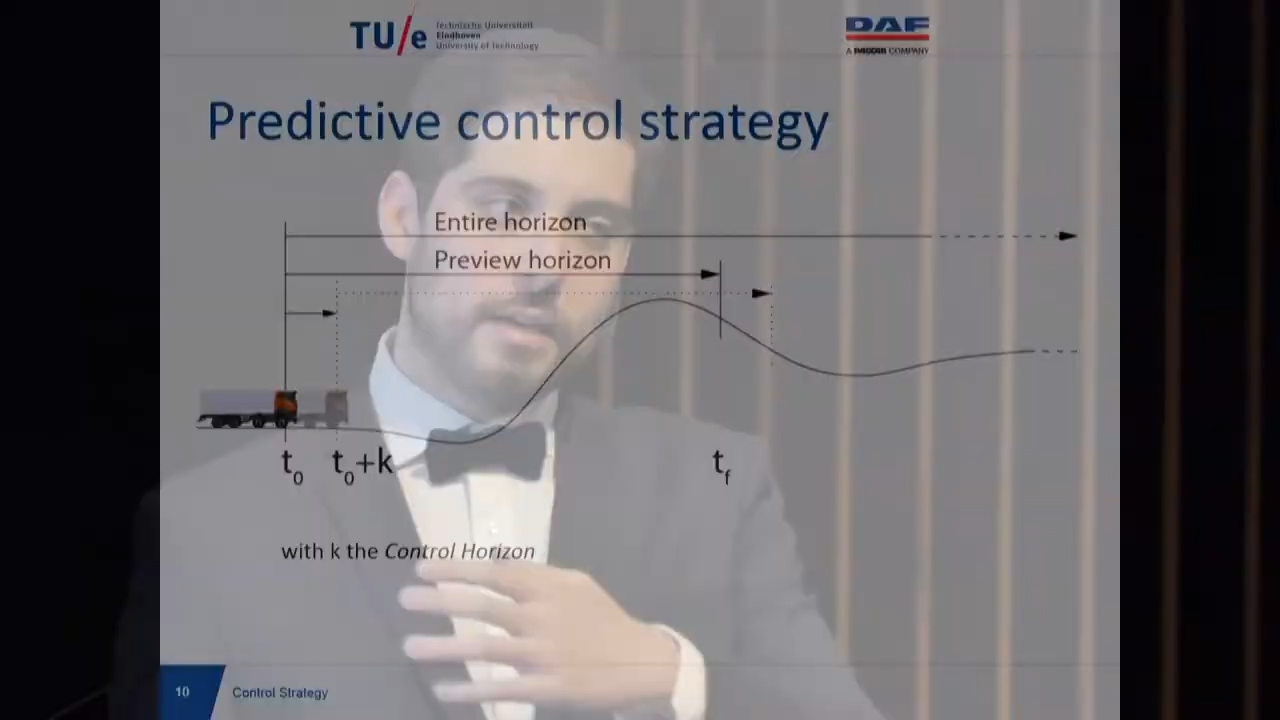 TU/e
Technische Universiteit
Eindhoven
University of Technology
DAF
A PACCAR COMPANY
Predictive control strategy
Entire horizon
Preview horizon
t0 t0+k tf
with k the Control Horizon
10 Control Strategy